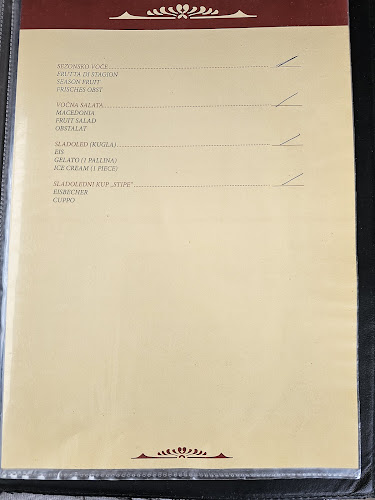 SEZONSKO VOĆE
FRUTTA DI STAGION
SEASON FRUIT
FRISCHES OBST
VOĆNA SALATA
MACEDONIA
FRUIT SALAD
OBSTALAT
SLADOLED (KUGLA)
EIS
GELATO (1 PALLINA)
ICE CREAM (1 PIECE)
SLADOLEDNI KUP „STIPE"
EISBECHER
CUPPO